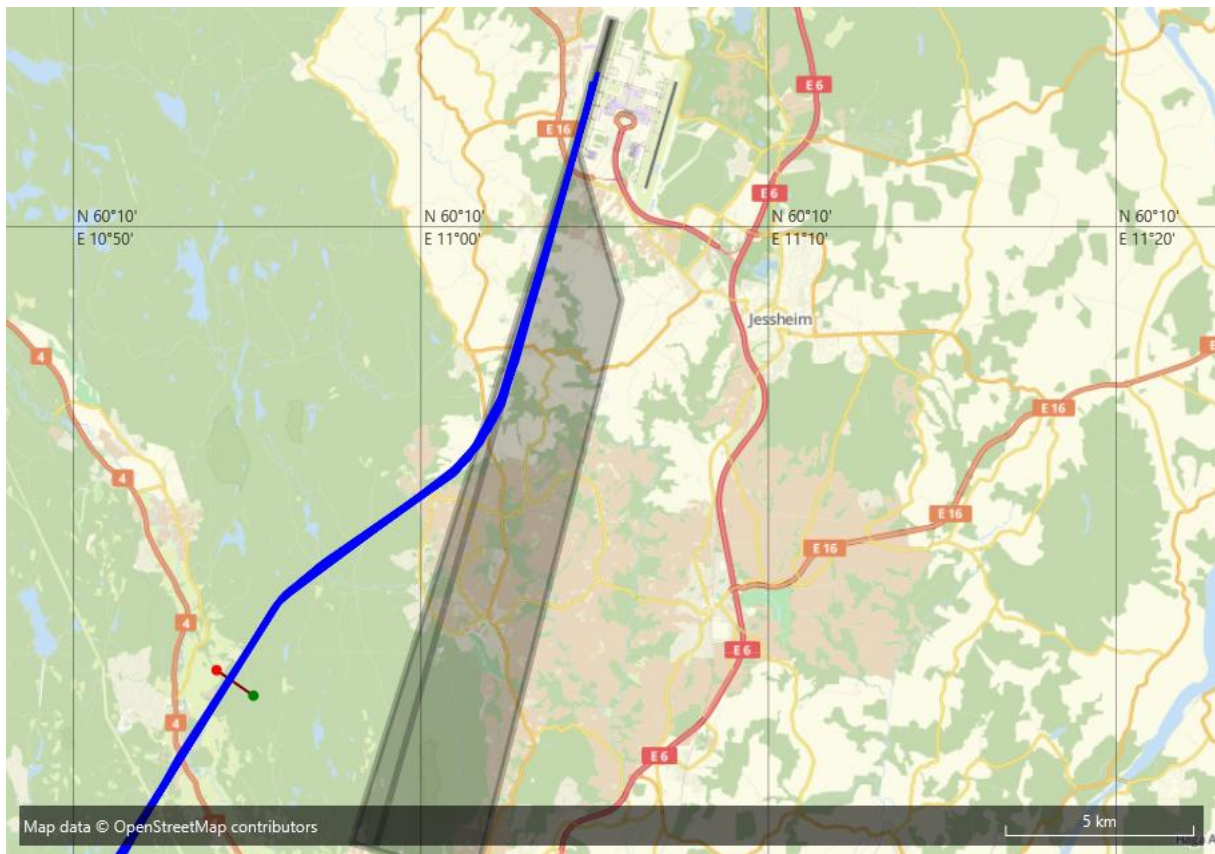 E 6
E 16
E 6
N 60°10'
N 60°10'
N 60°10'
N 60°10'
E 10°50'
E 11°00'
E 11°10'
E 11°20'
Jessheim
4
E 16
4
E 16
E 16
4
E 6
4
E 6
Map data © OpenStreetMap contributors
5 km